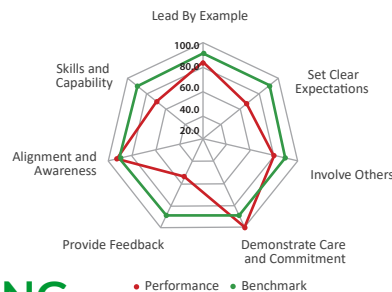 Lead By Example
100.0
80.0
60.0
40.0
20.0
Skills and
Capability
Set Clear
Expectations
Alignment and
Awareness
Involve Others
Provide Feedback
Demonstrate Care
and Commitment
Performance
Benchmark